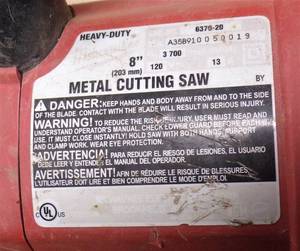 HEAVY-DUTY 6370-20
A35B910050019
8" 3 700
(203 mm) 120 13
METAL CUTTING SAW BY
DANGER: KEEP HANDS AND BODY AWAY FROM AND TO THE SIDE
OF THE BLADE. CONTACT WITH BLADE WILL RESULT IN SERIOUS INJURY.
WARNING! TO REDUCE THE RISK OF INJURY, USER MUST READ AND
UNDERSTAND OPERATOR'S MANUAL. CHECK LOWER GUARD BEFORE EACH
USE. IT MUST CLOSE INSTANTLY! HOLD SAW WITH BOTH HANDS, SUPPORT
AND CLAMP WORK. WEAR EYE PROTECTION.
¡ADVERTENCIA! PARA REDUCIR EL RIESGO DE LESIONES, EL USUARIO
DEBE LEER Y ENTENDER EL MANUAL DEL OPERADOR.
AVERTISSEMENT! AFIN DE RÉDUIRE LE RISQUE DE BLESSURES,
L'UTILISATEUR DOIT LIRE ET BIEN COMPRENDRE LE MODE D'EMPLOI.
C UL US